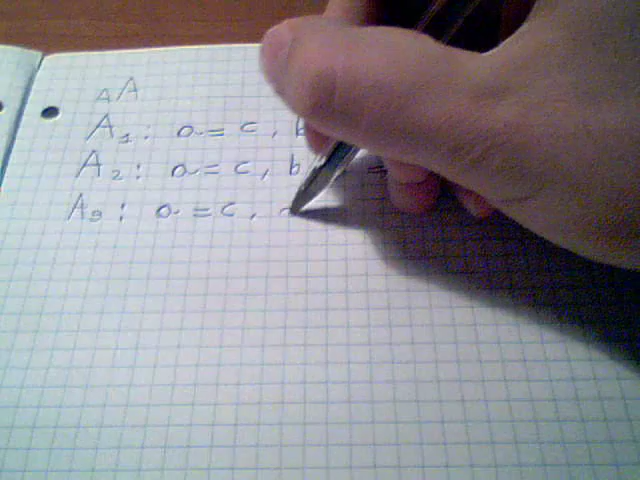 AA
A1: a = c, b
A2: a = c, b =
A3: a = c,